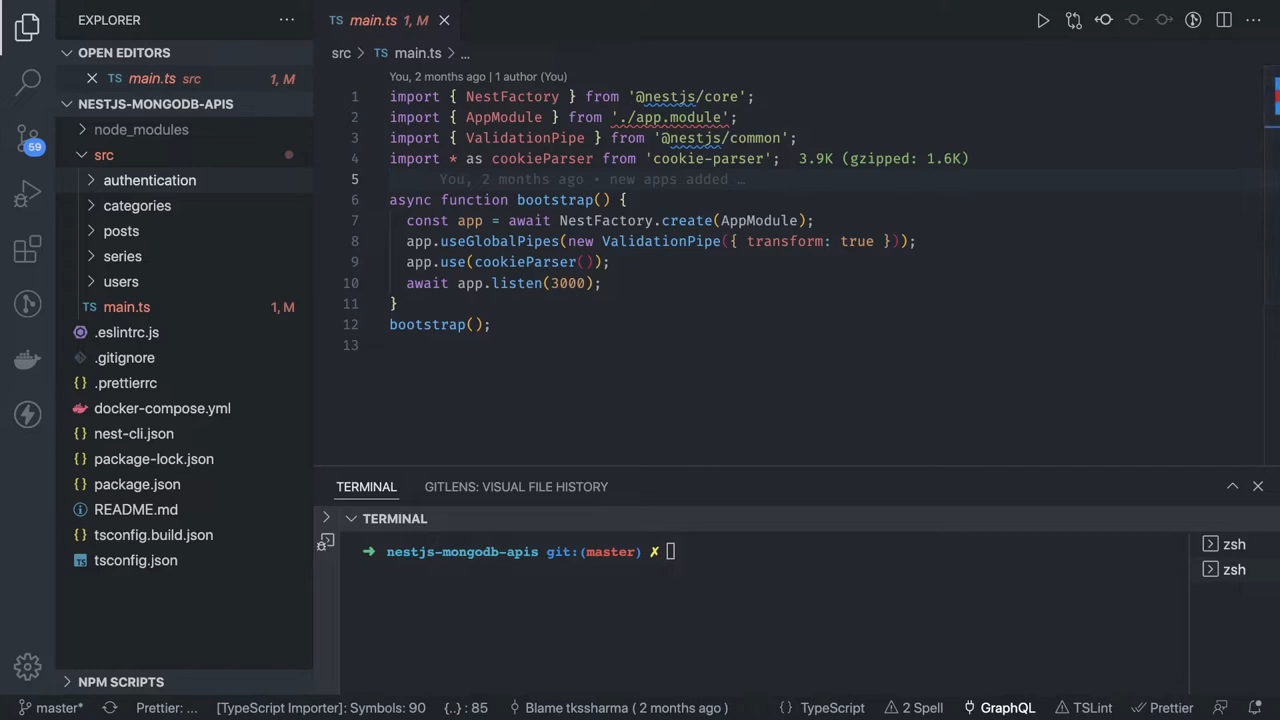 EXPLORER
OPEN EDITORS
main.ts src 1, M
NESTJS-MONGODB-APIS
node_modules
src
authentication
categories
posts
series
users
TS main.ts 1, M
.eslintrc.js
.gitignore
{} .prettierrc
docker-compose.yml
{} nest-cli.json
{} package-lock.json
{} package.json
README.md
{} tsconfig.build.json
TS tsconfig.json
NPM SCRIPTS
59
TS main.ts 1, M
src > TS main.ts > ...
You, 2 months ago | 1 author (You)
1 import { NestFactory } from '@nestjs/core';
2 import { AppModule } from './app.module';
3 import { ValidationPipe } from '@nestjs/common';
4 import * as cookieParser from 'cookie-parser'; 3.9K (gzipped: 1.6K)
5 You, 2 months ago • new apps added …
6 async function bootstrap() {
7 const app = await NestFactory.create(AppModule);
8 app.useGlobalPipes(new ValidationPipe({ transform: true }));
9 app.use(cookieParser());
10 await app.listen(3000);
11 }
12 bootstrap();
13
TERMINAL GITLENS: VISUAL FILE HISTORY
TERMINAL
➜ nestjs-mongodb-apis git:(master) ✗
zsh
zsh
master* Prettier: ... [TypeScript Importer]: Symbols: 90 {..} : 85 Blame tkssharma ( 2 months ago ) { } TypeScript 2 Spell GraphQL TSLint Prettier